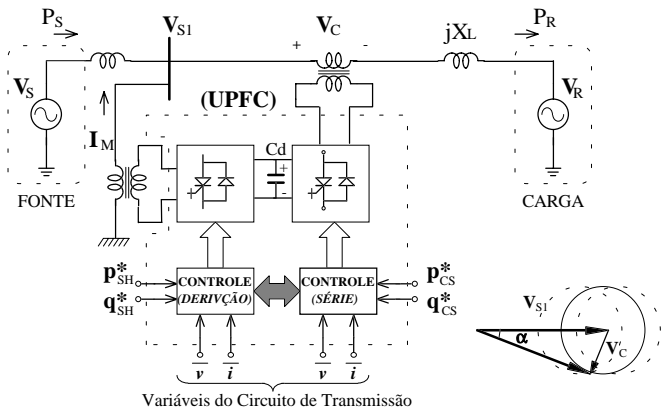 P_S V_S1 V_C jX_L P_R
+ -
V_S (UPFC) V_R
I_M
- Cd
+
-
+ +
-
FONTE CARGA
p*_SH CONTROLE CONTROLE p*_CS
q*_SH (DERIVÇÃO) (SÉRIE) q*_CS
v i v i
Variáveis do Circuito de Transmissão
V_S1
α V'_C